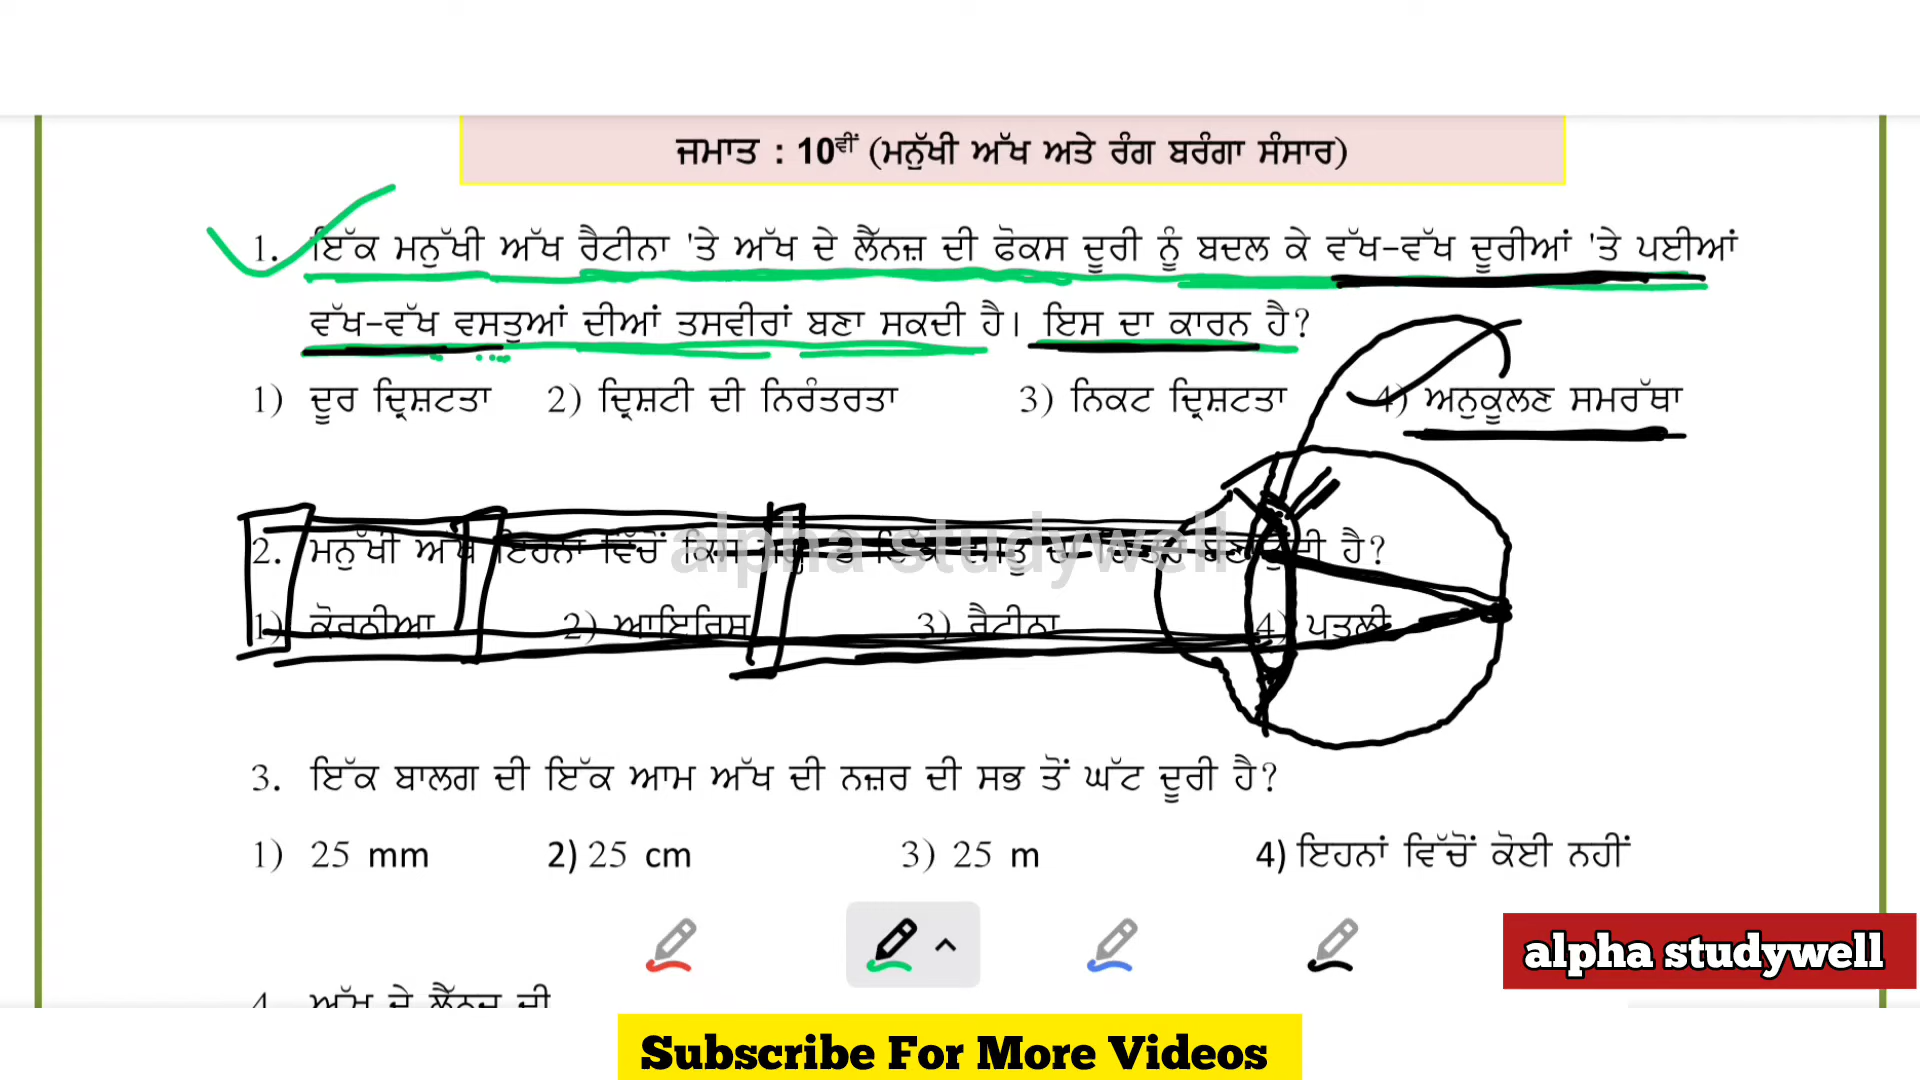 ਜਮਾਤ : 10ਵੀਂ (ਮਨੁੱਖੀ ਅੱਖ ਅਤੇ ਰੰਗ ਬਰੰਗਾ ਸੰਸਾਰ)
1. ਇੱਕ ਮਨੁੱਖੀ ਅੱਖ ਰੈਟੀਨਾ 'ਤੇ ਅੱਖ ਦੇ ਲੈੱਨਜ਼ ਦੀ ਫੋਕਸ ਦੂਰੀ ਨੂੰ ਬਦਲ ਕੇ ਵੱਖ-ਵੱਖ ਦੂਰੀਆਂ 'ਤੇ ਪਈਆਂ
ਵੱਖ-ਵੱਖ ਵਸਤੂਆਂ ਦੀਆਂ ਤਸਵੀਰਾਂ ਬਣਾ ਸਕਦੀ ਹੈ। ਇਸ ਦਾ ਕਾਰਨ ਹੈ?
1) ਦੂਰ ਦ੍ਰਿਸ਼ਟਤਾ 2) ਦ੍ਰਿਸ਼ਟੀ ਦੀ ਨਿਰੰਤਰਤਾ 3) ਨਿਕਟ ਦ੍ਰਿਸ਼ਟਤਾ 4) ਅਨੁਕੂਲਣ ਸਮਰੱਥਾ
2. ਮਨੁੱਖੀ ਅੱਖ ਇਹਨਾਂ ਵਿੱਚੋਂ ਕਿਸ ਹੈ?
alpha studywell
1) ਕੋਰਨੀਆ 2) ਆਇਰਿਸ 3) ਰੈਟੀਨਾ 4) ਪੁਤਲੀ
3. ਇੱਕ ਬਾਲਗ ਦੀ ਇੱਕ ਆਮ ਅੱਖ ਦੀ ਨਜ਼ਰ ਦੀ ਸਭ ਤੋਂ ਘੱਟ ਦੂਰੀ ਹੈ?
1) 25 mm 2) 25 cm 3) 25 m 4) ਇਹਨਾਂ ਵਿੱਚੋਂ ਕੋਈ ਨਹੀਂ
alpha studywell
4. ਅੱਖ ਦੇ ਲੈੱਨਜ਼ ਦੀ
Subscribe For More Videos